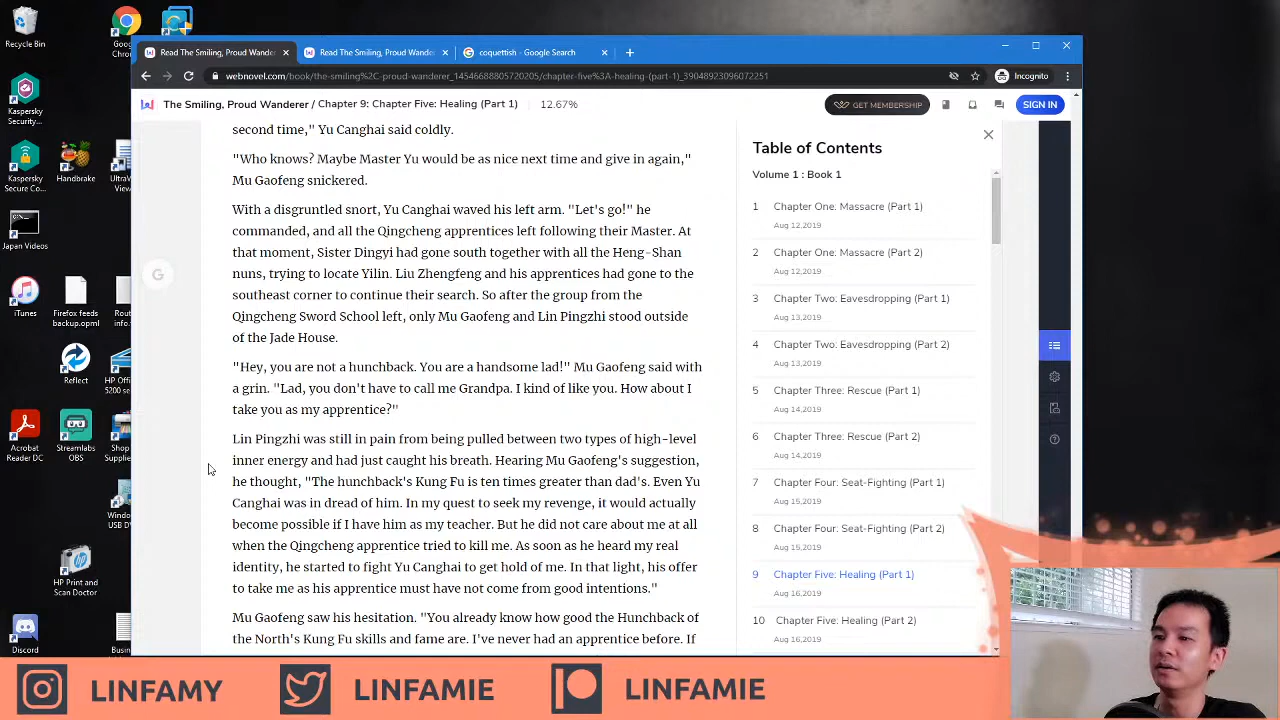 Recycle Bin
Google
Chrom
Read The Smiling, Proud Wander
Read The Smiling, Proud Wande
coquettish - Google Search
webnovel.com/book/the-smiling%2C-proud-wanderer_14546688805720205/chapter-five%3A-healing-(part-1)_39048923096072251
Incognito
The Smiling, Proud Wanderer / Chapter 9: Chapter Five: Healing (Part 1)
12.67%
GET MEMBERSHIP
SIGN IN
second time," Yu Canghai said coldly.
"Who knows? Maybe Master Yu would be as nice next time and give in again,"
Mu Gaofeng snickered.
With a disgruntled snort, Yu Canghai waved his left arm. "Let's go!" he
commanded, and all the Qingcheng apprentices left following their Master. At
that moment, Sister Dingyi had gone south together with all the Heng-Shan
nuns, trying to locate Yilin. Liu Zhengfeng and his apprentices had gone to the
southeast corner to continue their search. So after the group from the
Qingcheng Sword School left, only Mu Gaofeng and Lin Pingzhi stood outside
of the Jade House.
"Hey, you are not a hunchback. You are a handsome lad!" Mu Gaofeng said with
a grin. "Lad, you don't have to call me Grandpa. I kind of like you. How about I
take you as my apprentice?"
Lin Pingzhi was still in pain from being pulled between two types of high-level
inner energy and had just caught his breath. Hearing Mu Gaofeng's suggestion,
he thought, "The hunchback's Kung Fu is ten times greater than dad's. Even Yu
Canghai was in dread of him. In my quest to seek my revenge, it would actually
become possible if I have him as my teacher. But he did not care about me at all
when the Qingcheng apprentice tried to kill me. As soon as he heard my real
identity, he started to fight Yu Canghai to get hold of me. In that light, his offer
to take me as his apprentice must have not come from good intentions."
Mu Gaofeng saw his hesitation. "You already know how good the Hunchback of
the North's Kung Fu skills and fame are. I've never had an apprentice before. If
Table of Contents
Volume 1 : Book 1
1 Chapter One: Massacre (Part 1)
Aug 12,2019
2 Chapter One: Massacre (Part 2)
Aug 12,2019
3 Chapter Two: Eavesdropping (Part 1)
Aug 13,2019
4 Chapter Two: Eavesdropping (Part 2)
Aug 13,2019
5 Chapter Three: Rescue (Part 1)
Aug 14,2019
6 Chapter Three: Rescue (Part 2)
Aug 14,2019
7 Chapter Four: Seat-Fighting (Part 1)
Aug 15,2019
8 Chapter Four: Seat-Fighting (Part 2)
Aug 15,2019
9 Chapter Five: Healing (Part 1)
Aug 16,2019
10 Chapter Five: Healing (Part 2)
Aug 16,2019
G
Kaspersky
Security...
Kaspersky
Secure Co...
Handbrake
UltraV
Vide
Japan Videos
iTunes
Firefox feeds
backup.opml
Route
info..
Reflect
HP Offic
5200 se
Acrobat
Reader DC
Streamlabs
OBS
Shop
Supplie
Window
USB DV
HP Print and
Scan Doctor
Discord
Emai
LINFAMY
LINFAMIE
LINFAMIE